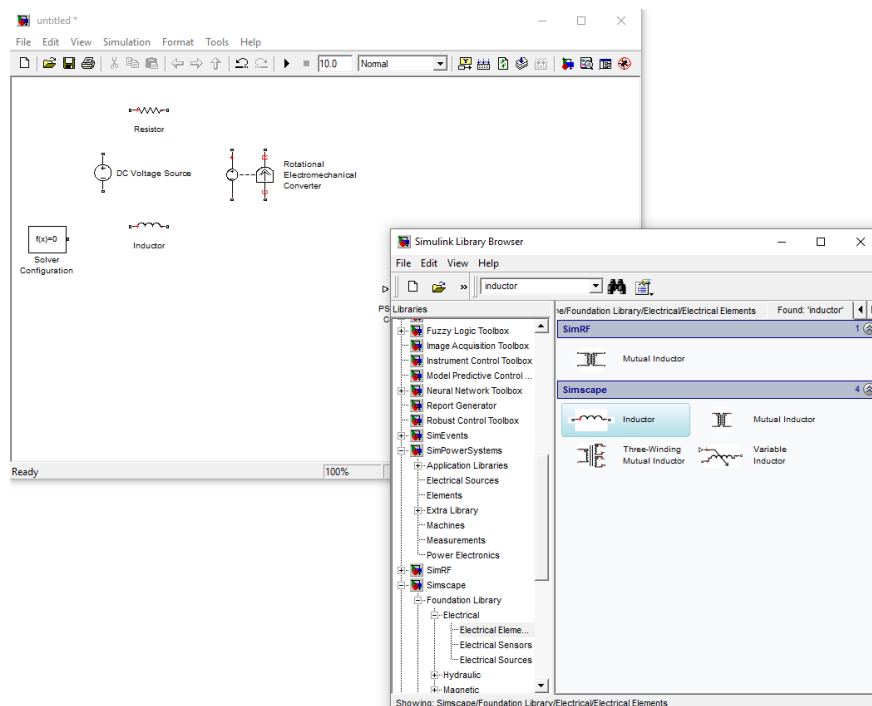 untitled *
File Edit View Simulation Format Tools Help
10.0 Normal
Resistor
DC Voltage Source
Rotational
Electromechanical
Converter
f(x)=0
Inductor
Solver
Configuration
PS
C
Ready
100%
Simulink Library Browser
File Edit View Help
» inductor
Libraries
e/Foundation Library/Electrical/Electrical Elements Found: 'inductor'
Fuzzy Logic Toolbox
Image Acquisition Toolbox
Instrument Control Toolbox
Model Predictive Control ...
Neural Network Toolbox
Report Generator
Robust Control Toolbox
SimEvents
SimPowerSystems
Application Libraries
Electrical Sources
Elements
Extra Library
Machines
Measurements
Power Electronics
SimRF
Simscape
Foundation Library
Electrical
Electrical Eleme...
Electrical Sensors
Electrical Sources
Hydraulic
Magnetic
SimRF 1
Mutual Inductor
Simscape 4
Inductor
Mutual Inductor
Three-Winding
Mutual Inductor
Variable
Inductor
Showing: Simscape/Foundation Library/Electrical/Electrical Elements